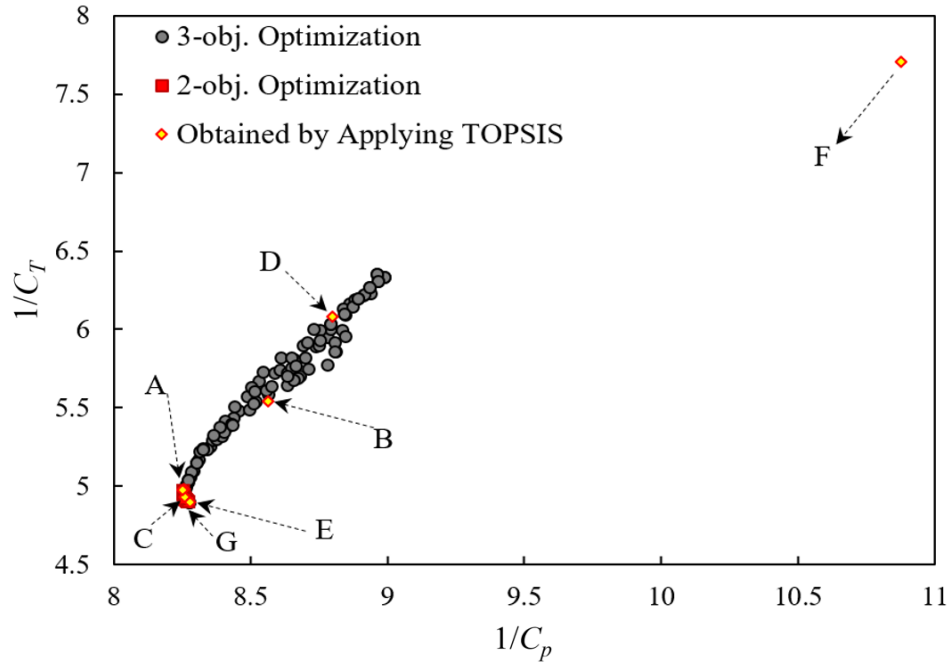 8
3-obj. Optimization
2-obj. Optimization
Obtained by Applying TOPSIS
7.5
F
7
6.5
D
1/C_T
6
A
5.5
B
5
C
G
E
4.5
8
8.5
9
9.5
10
10.5
11
1/C_p